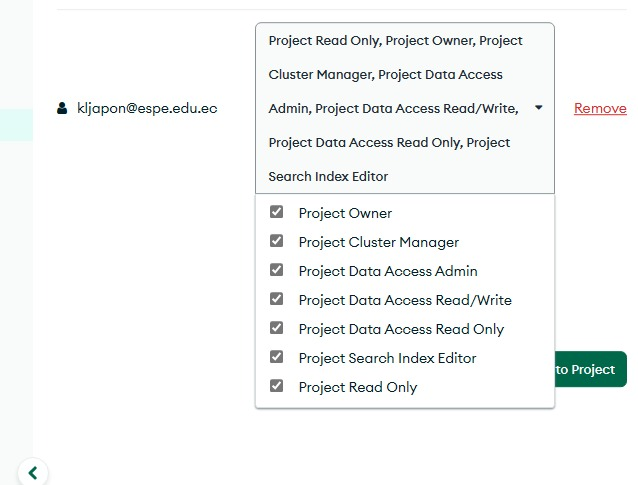 Project Read Only, Project Owner, Project
Cluster Manager, Project Data Access
kljapon@espe.edu.ec
Admin, Project Data Access Read/Write,
Remove
Project Data Access Read Only, Project
Search Index Editor
Project Owner
Project Cluster Manager
Project Data Access Admin
Project Data Access Read/Write
Project Data Access Read Only
Project Search Index Editor
to Project
Project Read Only